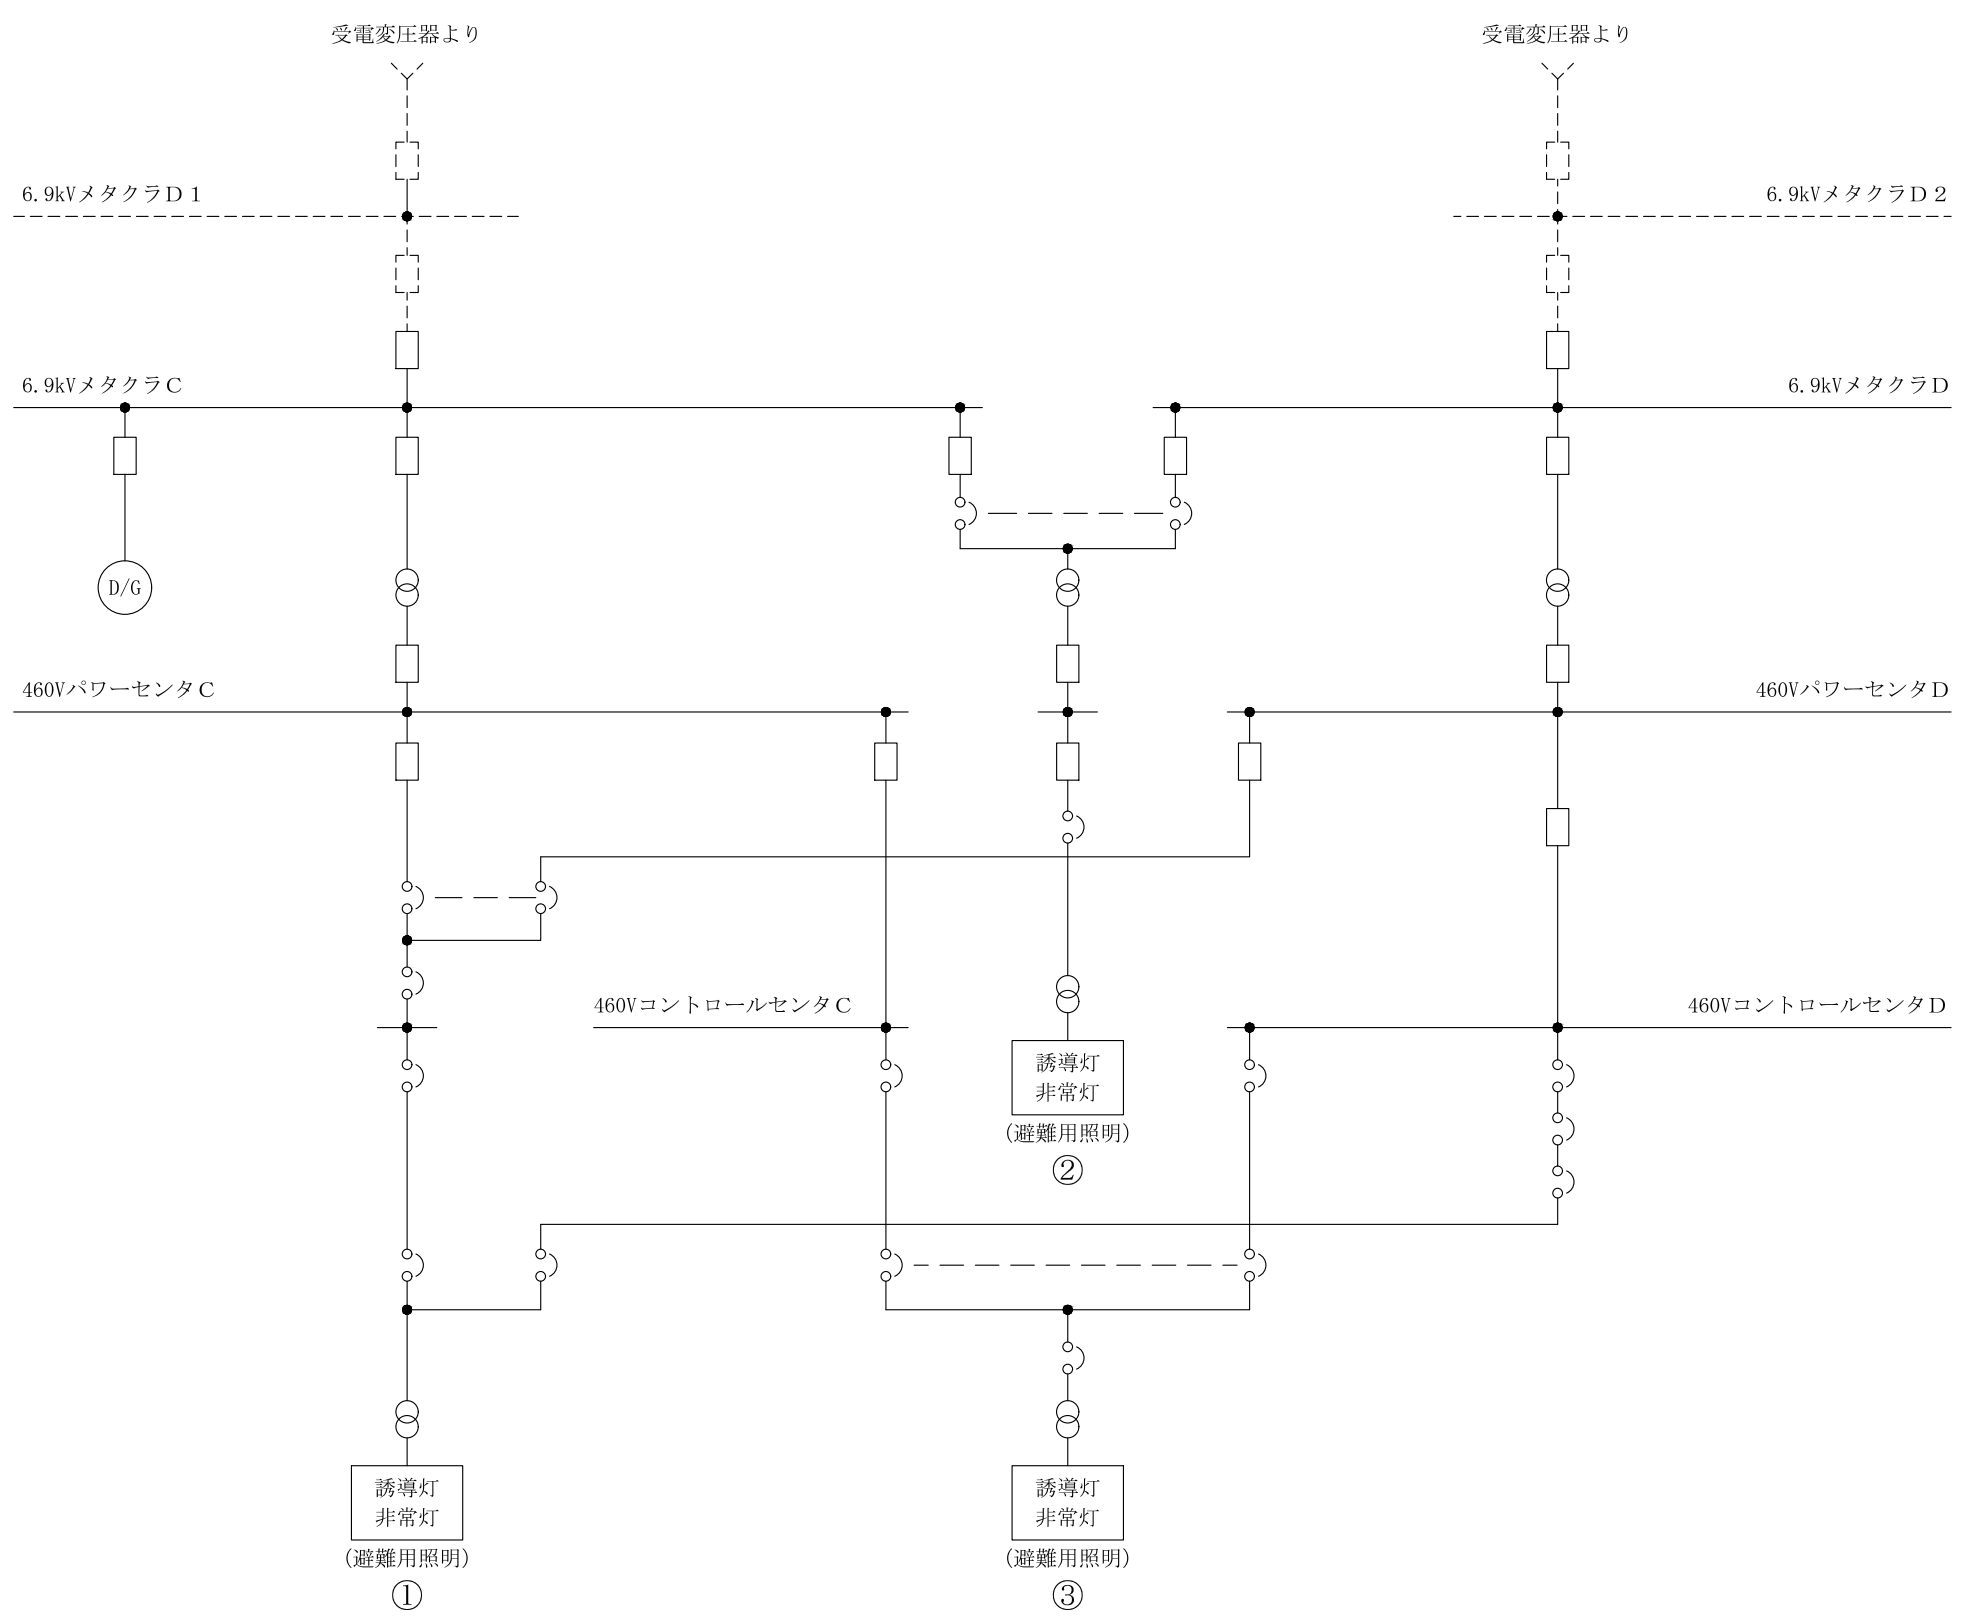 受電変圧器より
受電変圧器より
6.9kVメタクラD1
6.9kVメタクラD2
6.9kVメタクラC
6.9kVメタクラD
D/G
460VパワーセンタC
460VパワーセンタD
460VコントロールセンタC
460VコントロールセンタD
誘導灯
非常灯
(避難用照明)
②
誘導灯
非常灯
(避難用照明)
①
誘導灯
非常灯
(避難用照明)
③